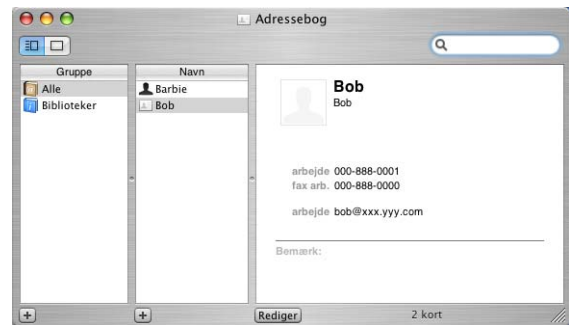 Adressebog
Gruppe
Alle
Biblioteker
Navn
Barbie
Bob
Bob
Bob
arbejde 000-888-0001
fax arb. 000-888-0000
arbejde bob@xxx.yyy.com
Bemærk:
Rediger
2 kort